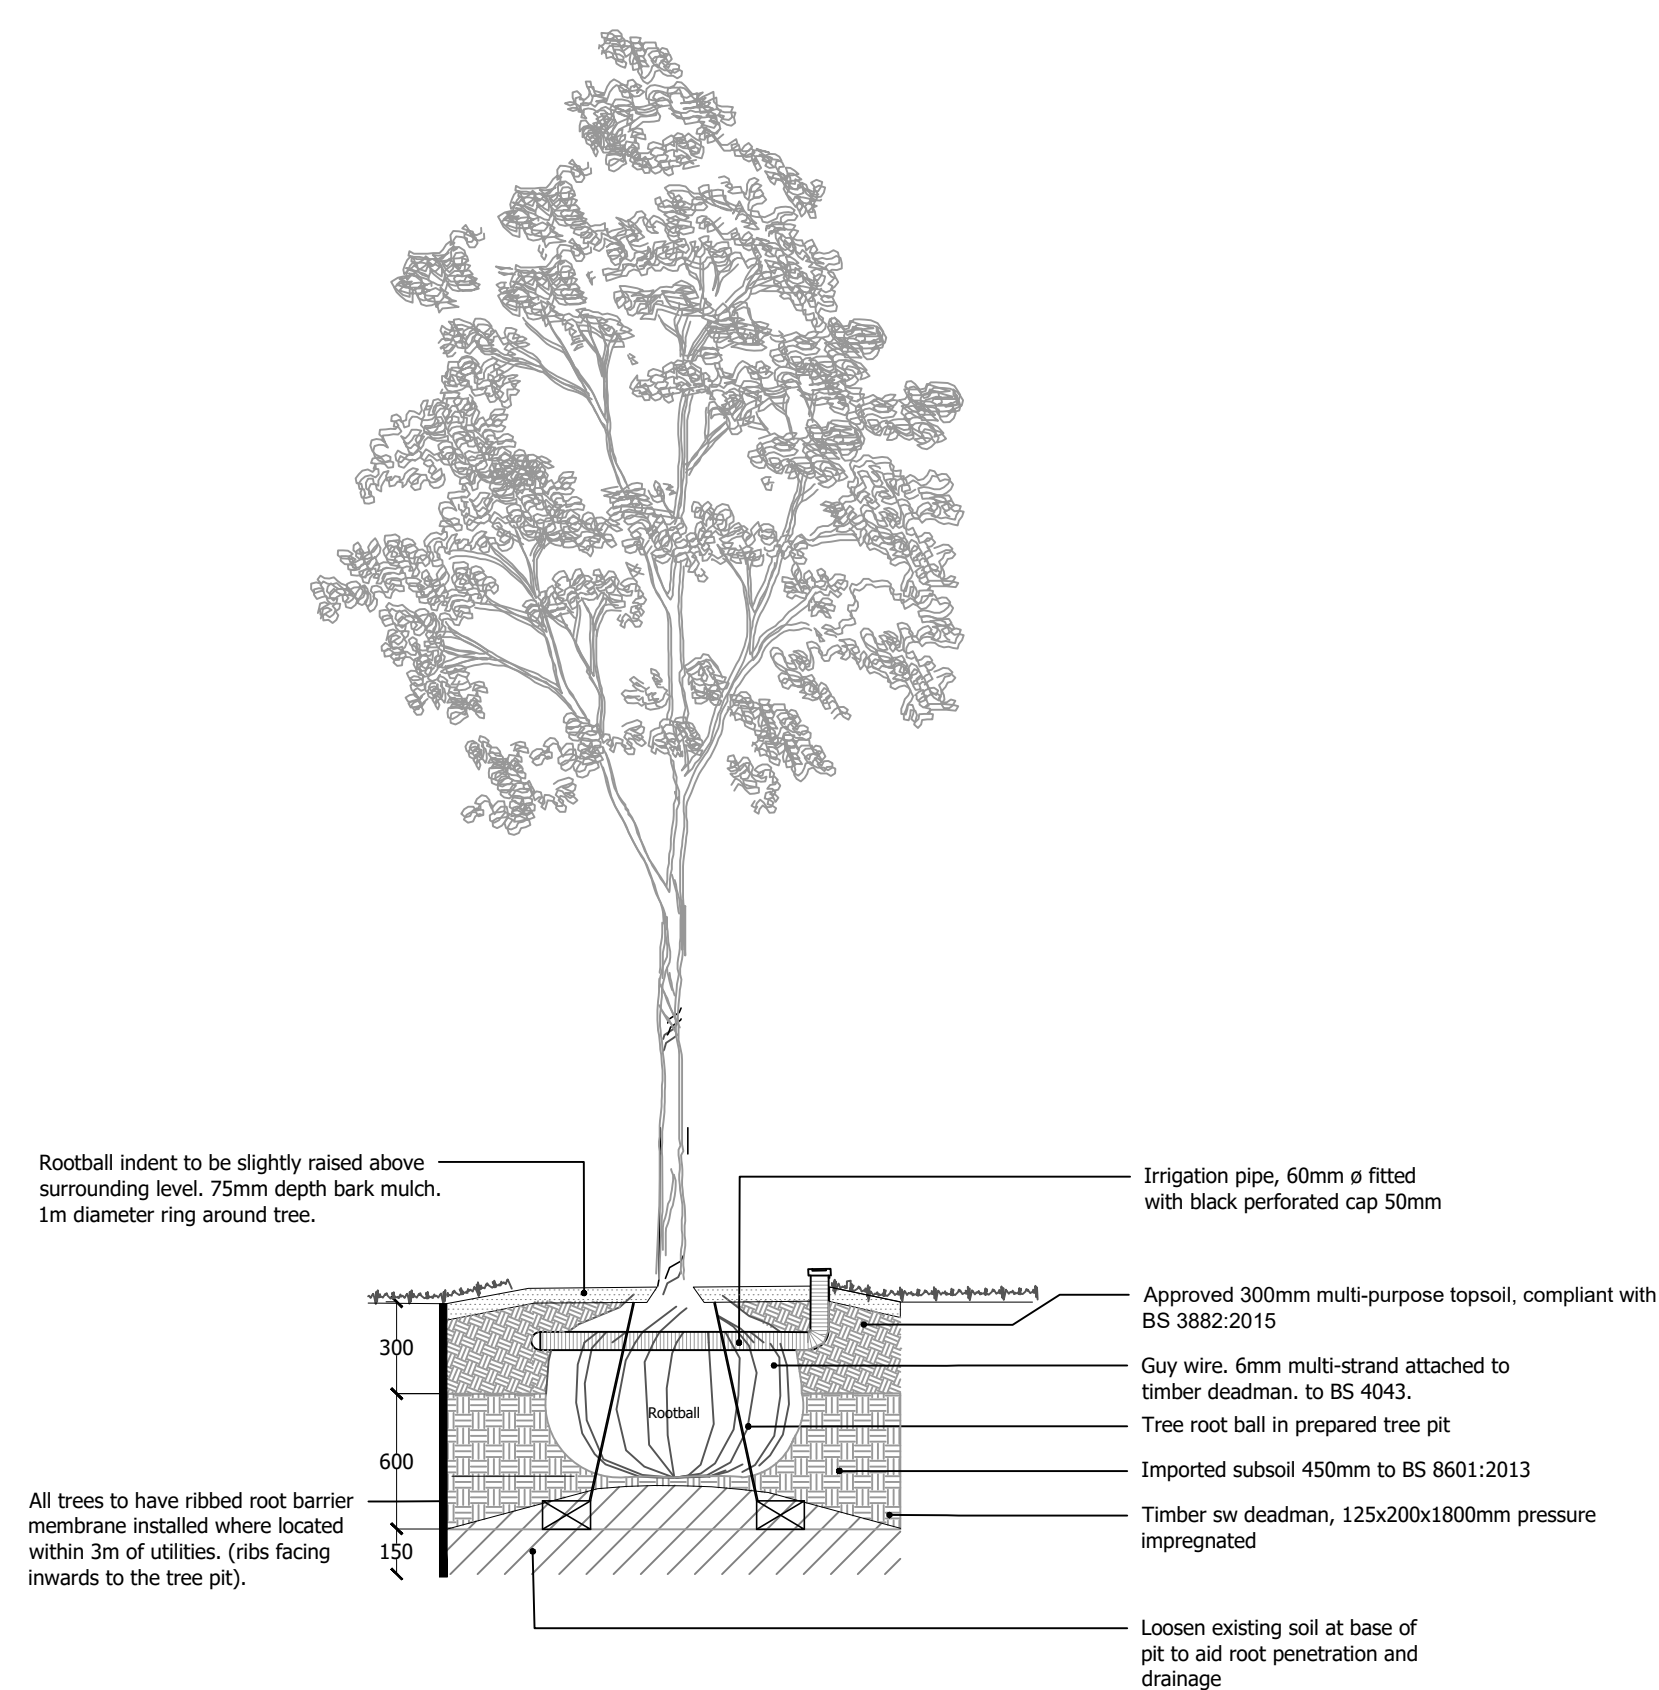 Rootball indent to be slightly raised above
surrounding level. 75mm depth bark mulch.
1m diameter ring around tree.
Irrigation pipe, 60mm ø fitted
with black perforated cap 50mm
Approved 300mm multi-purpose topsoil, compliant with
BS 3882:2015
300
Guy wire. 6mm multi-strand attached to
timber deadman. to BS 4043.
Rootball
Tree root ball in prepared tree pit
600
Imported subsoil 450mm to BS 8601:2013
All trees to have ribbed root barrier
membrane installed where located
within 3m of utilities. (ribs facing
inwards to the tree pit).
Timber sw deadman, 125x200x1800mm pressure
impregnated
150
Loosen existing soil at base of
pit to aid root penetration and
drainage